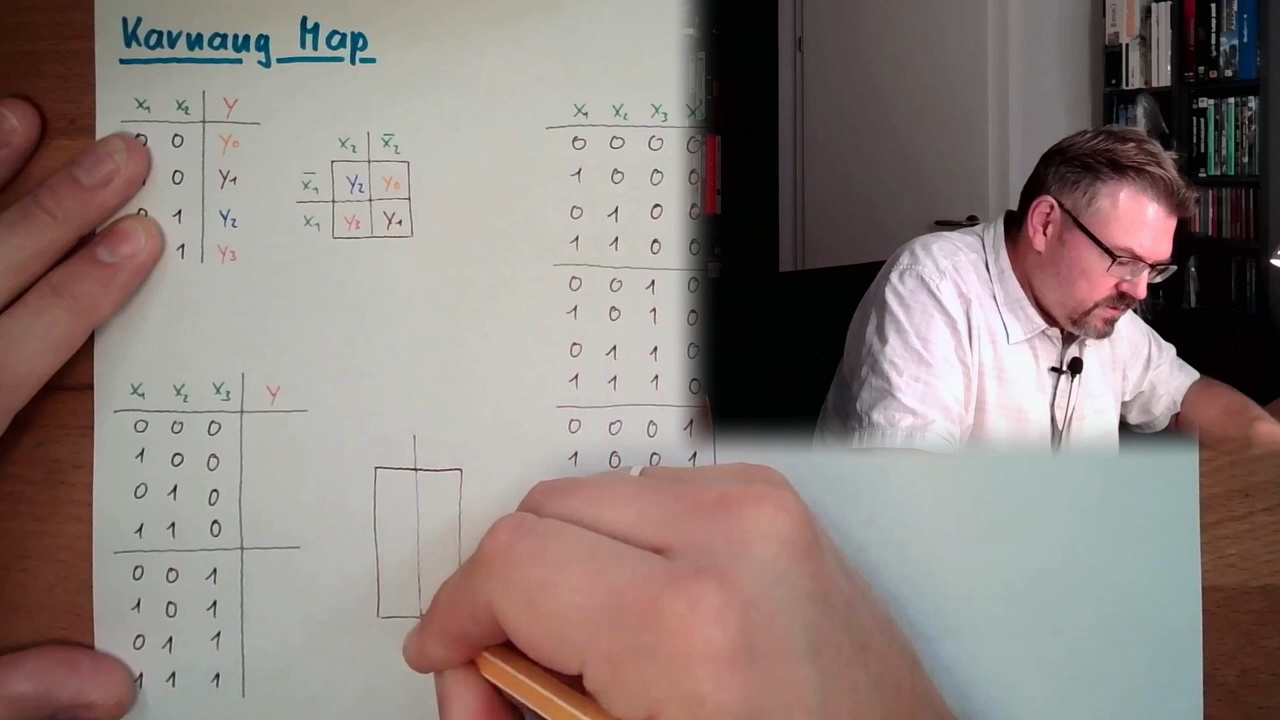 Karnaug Map
x₁ x₂ Y
0 0 Y0
0 Y1
0 1 Y2
1 Y3
x₂ x̄₂
x̄₁ Y2 Y0
x₁ Y3 Y1
x₁ x₂ x₃ Y
0 0 0
1 0 0
0 1 0
1 1 0
0 0 1
1 0 1
0 1 1
1 1 1
x₁ x₂ x₃
0 0 0 0
1 0 0 0
0 1 0 0
1 1 0 0
0 0 1 0
1 0 1 0
0 1 1 0
1 1 1 0
0 0 0 1
1 0 0 1